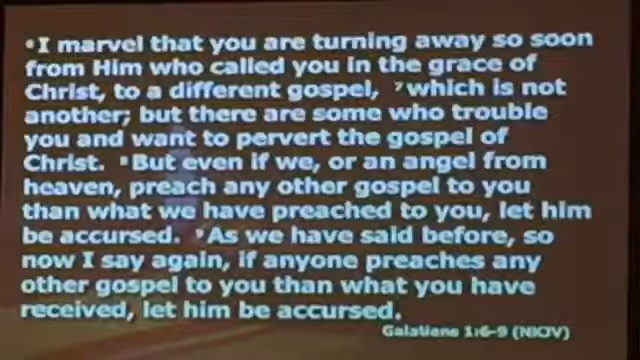 ⁶I marvel that you are turning away so soon
from Him who called you in the grace of
Christ, to a different gospel, ⁷which is not
another; but there are some who trouble
you and want to pervert the gospel of
Christ. ⁸But even if we, or an angel from
heaven, preach any other gospel to you
than what we have preached to you, let him
be accursed. ⁹As we have said before, so
now I say again, if anyone preaches any
other gospel to you than what you have
received, let him be accursed.
Galatians 1:6-9 (NKJV)